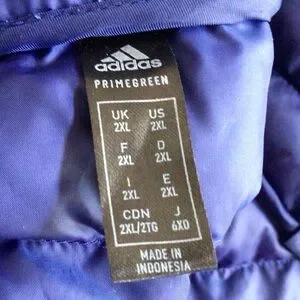 adidas
PRIMEGREEN
UK US
2XL 2XL
F D
2XL 2XL
I E
2XL 2XL
CDN J
2XL/2TG 6XO
MADE IN
INDONESIA